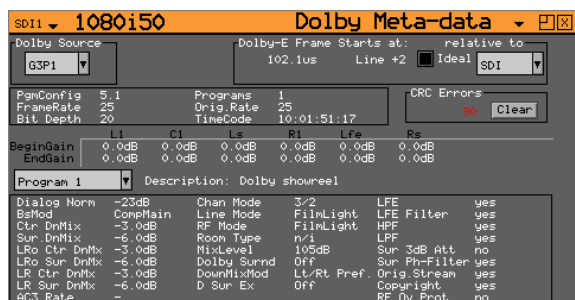 SDI1 1080i50 Dolby Meta-data
Dolby Source Dolby-E Frame Starts at: relative to
G3P1 102.1us Line +2 Ideal SDI
PgmConfig 5.1 Programs 1 CRC Errors
FrameRate 25 Orig.Rate 25 90 Clear
Bit Depth 20 TimeCode 10:01:51:17
L1 C1 Ls R1 Lfe Rs
BeginGain 0.0dB 0.0dB 0.0dB 0.0dB 0.0dB 0.0dB
EndGain 0.0dB 0.0dB 0.0dB 0.0dB 0.0dB 0.0dB
Program 1 Description: Dolby showreel
Dialog Norm -23dB Chan Mode 3/2 LFE yes
BsMod CompMain Line Mode FilmLight LFE Filter yes
Ctr DnMix -3.0dB RF Mode FilmLight HPF yes
Sur.DnMix -6.0dB Room Type n/i LPF yes
LRo Ctr DnMx -3.0dB MixLevel 105dB Sur 3dB Att no
LRo Sur DnMx -6.0dB Dolby Surnd Off Sur Ph-Filter yes
LR Ctr DnMx -3.0dB DownMixMod Lt/Rt Pref. Orig.Stream yes
LR Sur DnMx -6.0dB D Sur Ex Off Copyright yes
AC3 Rate - RF Ov Prot. no